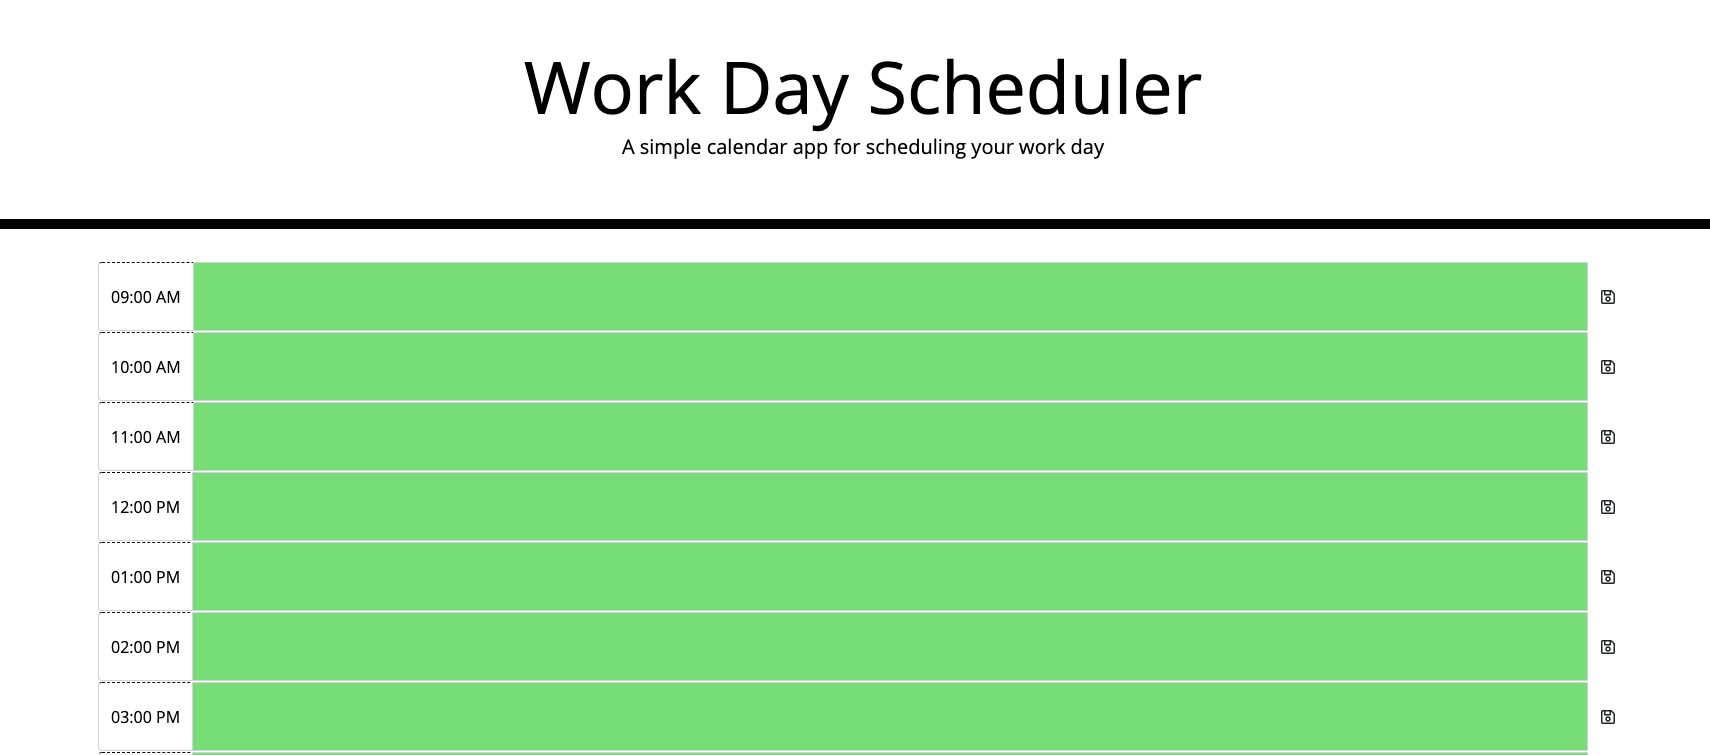 Work Day Scheduler
A simple calendar app for scheduling your work day
09:00 AM
10:00 AM
11:00 AM
12:00 PM
01:00 PM
02:00 PM
03:00 PM